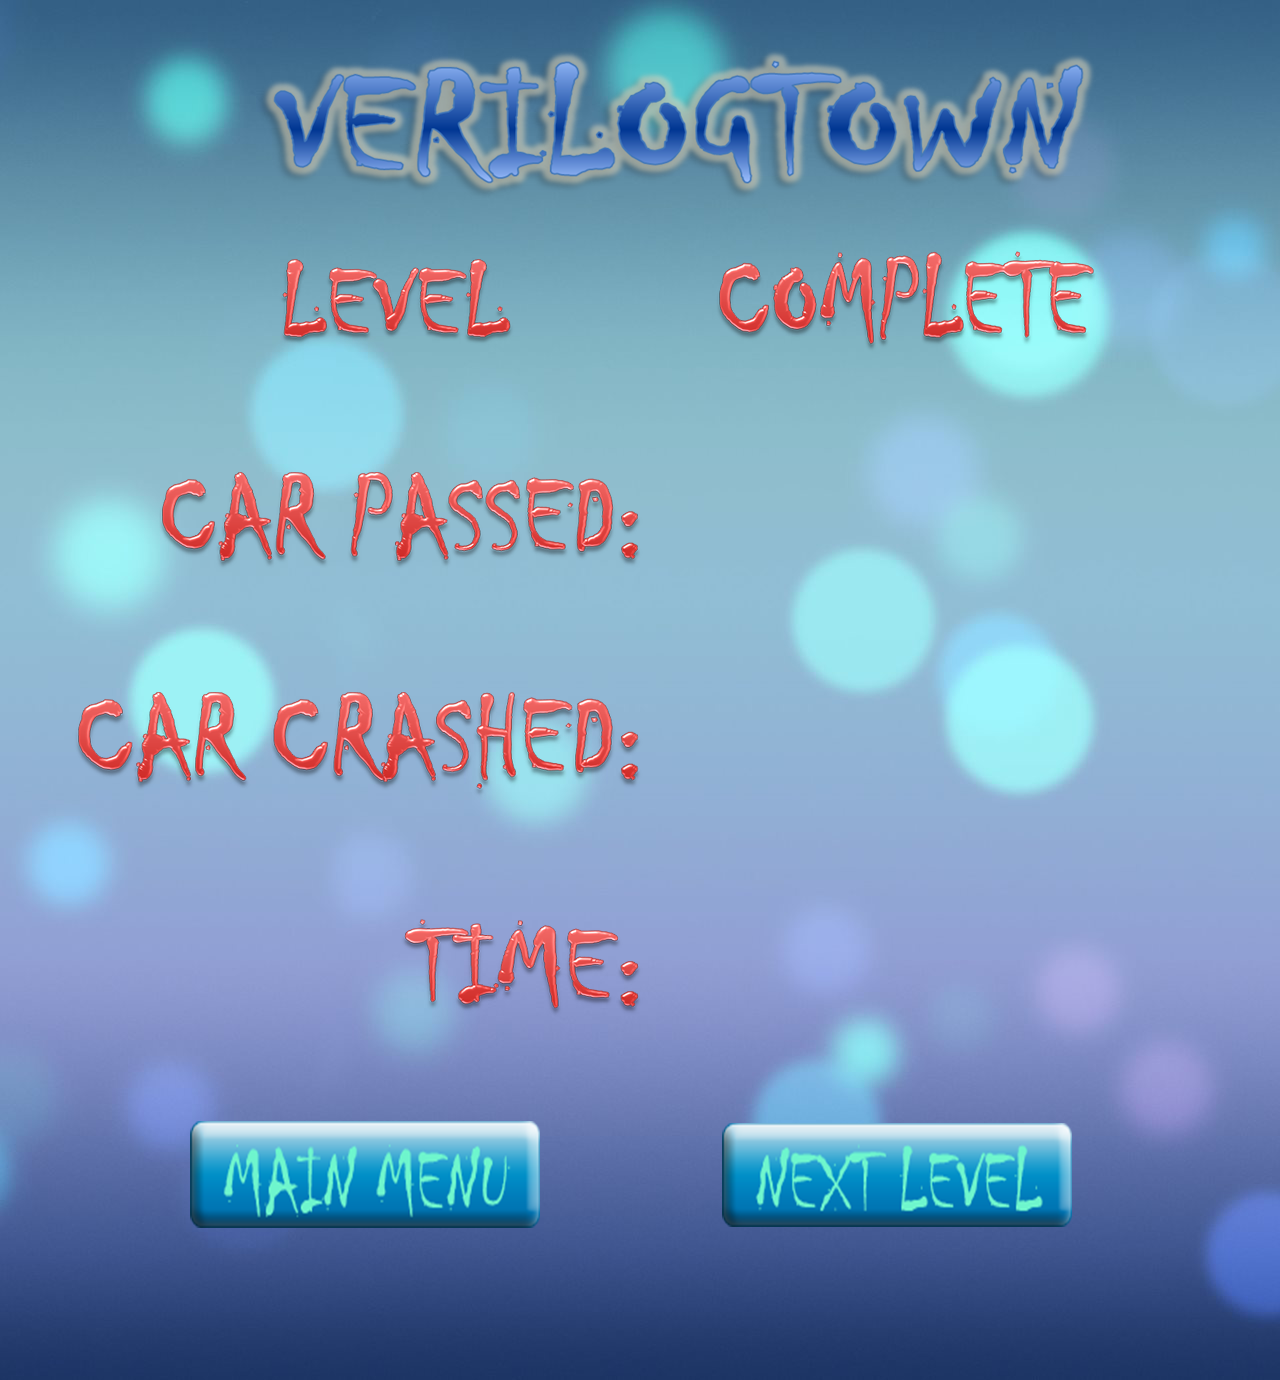 VERILOGTOWN
LEVEL COMPLETE
CAR PASSED:
CAR CRASHED:
TIME:
MAIN MENU NEXT LEVEL